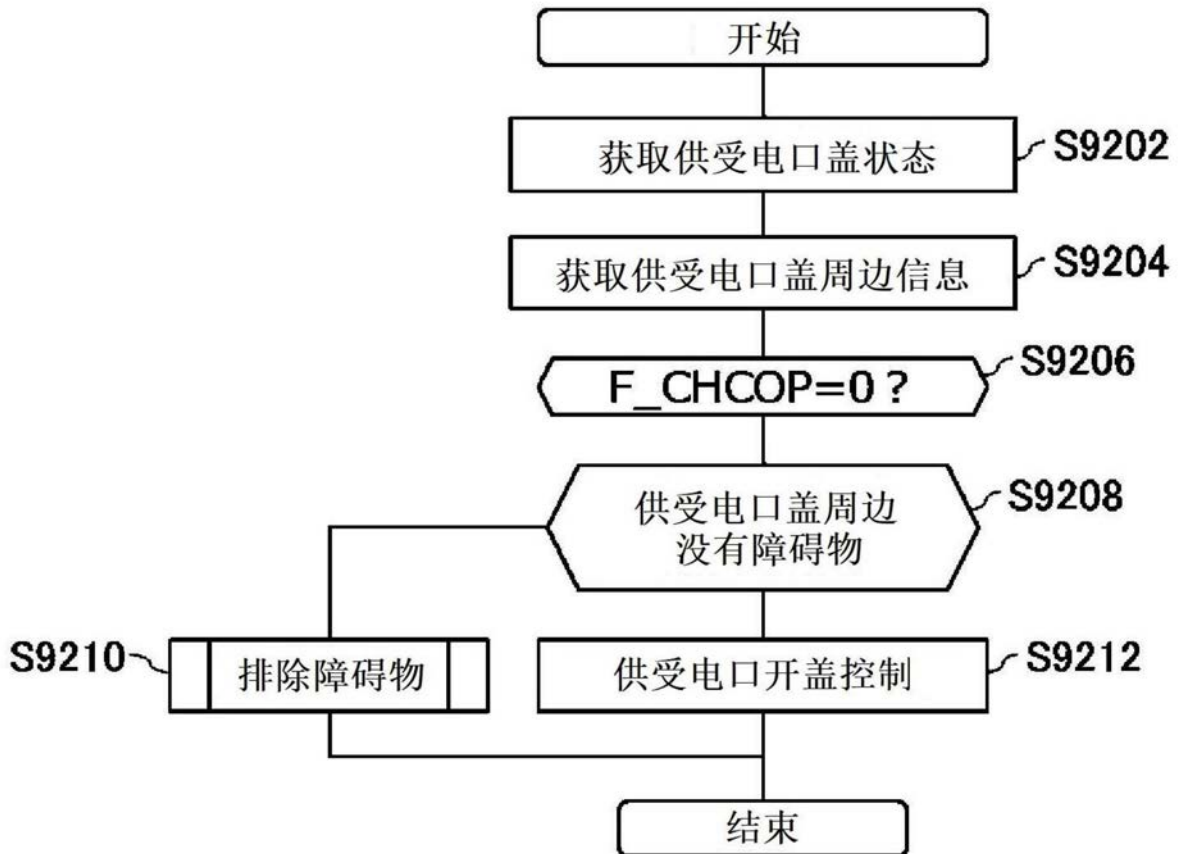 开始
获取供受电口盖状态
S9202
获取供受电口盖周边信息
S9204
F_CHCOP=0？
S9206
供受电口盖周边
没有障碍物
S9208
S9210
排除障碍物
供受电口开盖控制
S9212
结束